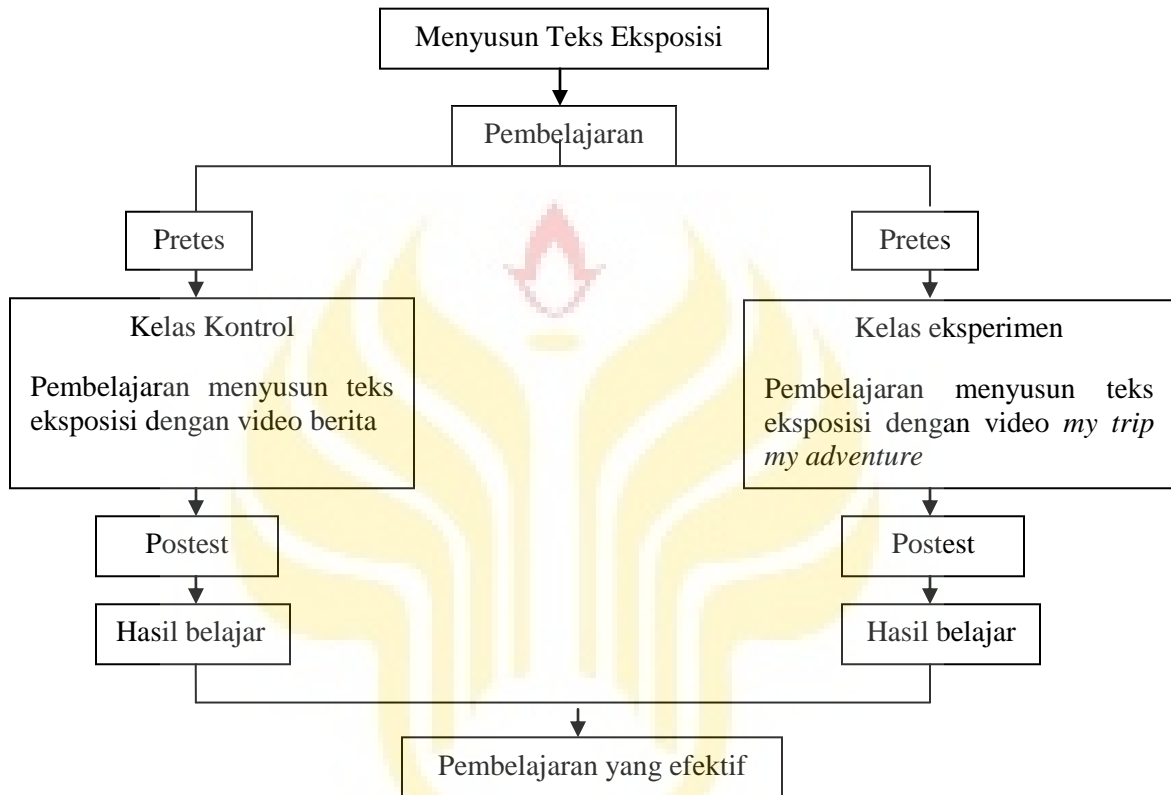 Menyusun Teks Eksposisi
Pembelajaran
Pretes
Pretes
Kelas Kontrol
Pembelajaran menyusun teks
eksposisi dengan video berita
Kelas eksperimen
Pembelajaran menyusun teks
eksposisi dengan video my trip
my adventure
Postest
Postest
Hasil belajar
Hasil belajar
Pembelajaran yang efektif